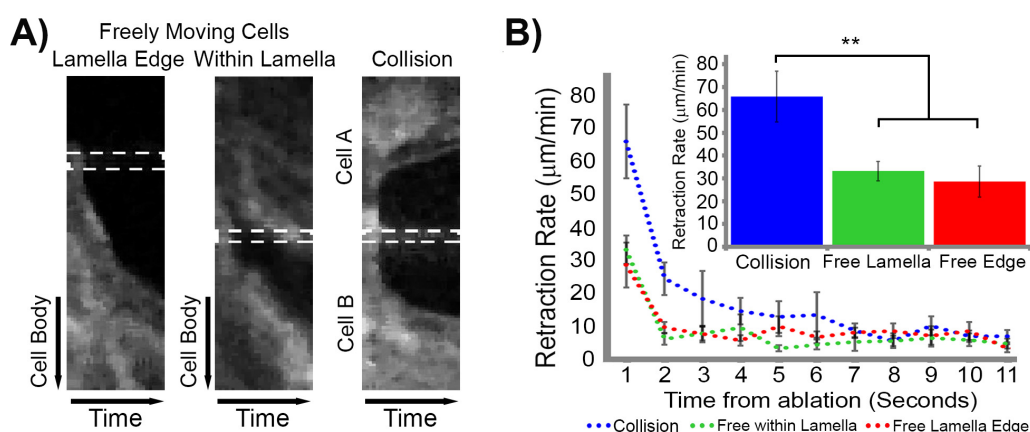 A)
Freely Moving Cells
Lamella Edge Within Lamella
Collision
Cell Body
Cell Body
Cell A
Cell B
Time
Time
Time
B)
Retraction Rate (μm/min)
80
70
60
50
40
30
20
10
0
1 2 3 4 5 6 7 8 9 10 11
Time from ablation (Seconds)
Collision Free within Lamella Free Lamella Edge
**
Retraction Rate (μm/min)
80
70
60
50
40
30
20
10
0
Collision Free Lamella Free Edge